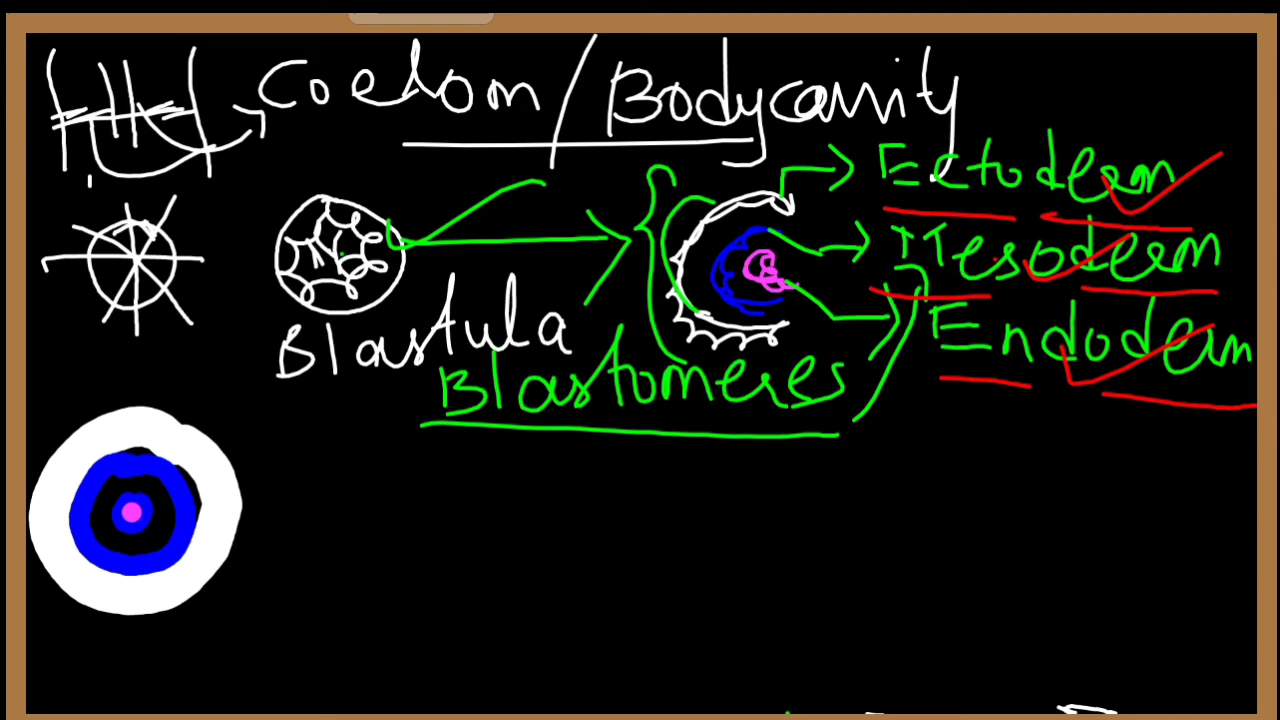 Coelom / Bodycavity
Ectoderm
Mesoderm
Endoderm
Blastula
Blastomeres